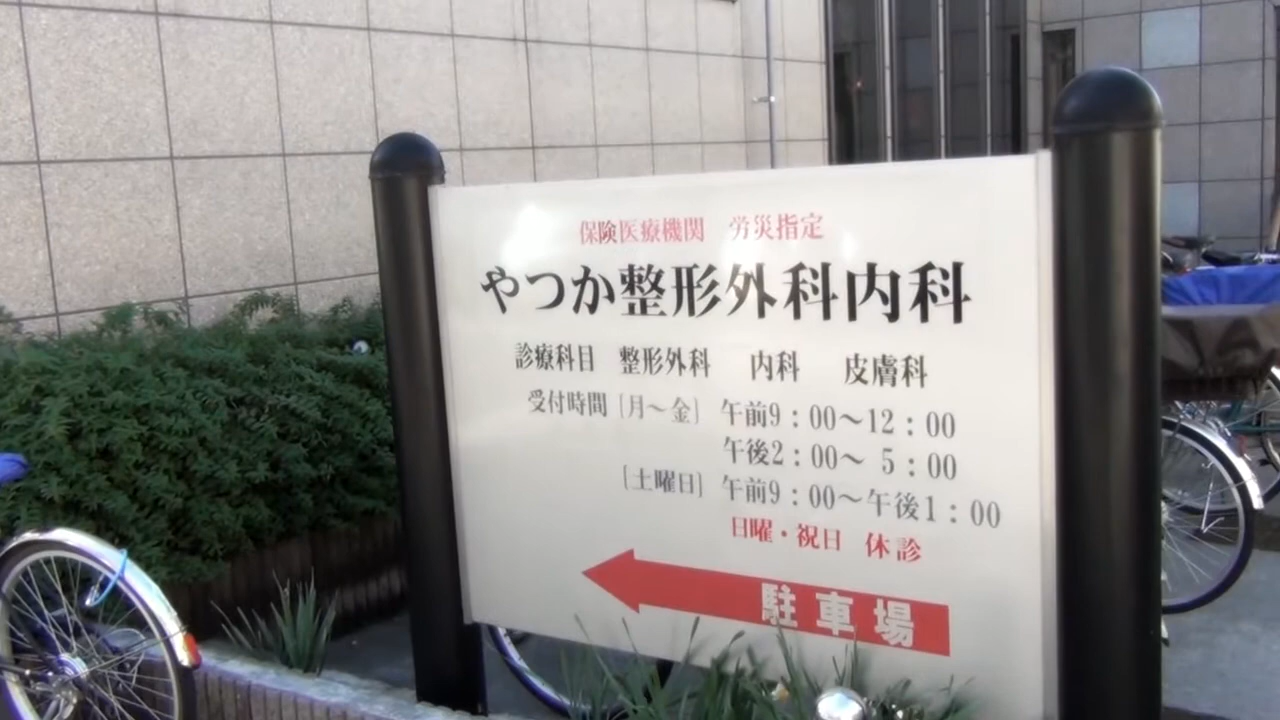 保険医療機関 労災指定
やつか整形外科内科
診療科目 整形外科 内科 皮膚科
受付時間 [月〜金] 午前9：00〜12：00
午後2：00〜 5：00
[土曜日] 午前9：00〜午後1：00
日曜・祝日 休診
駐車場